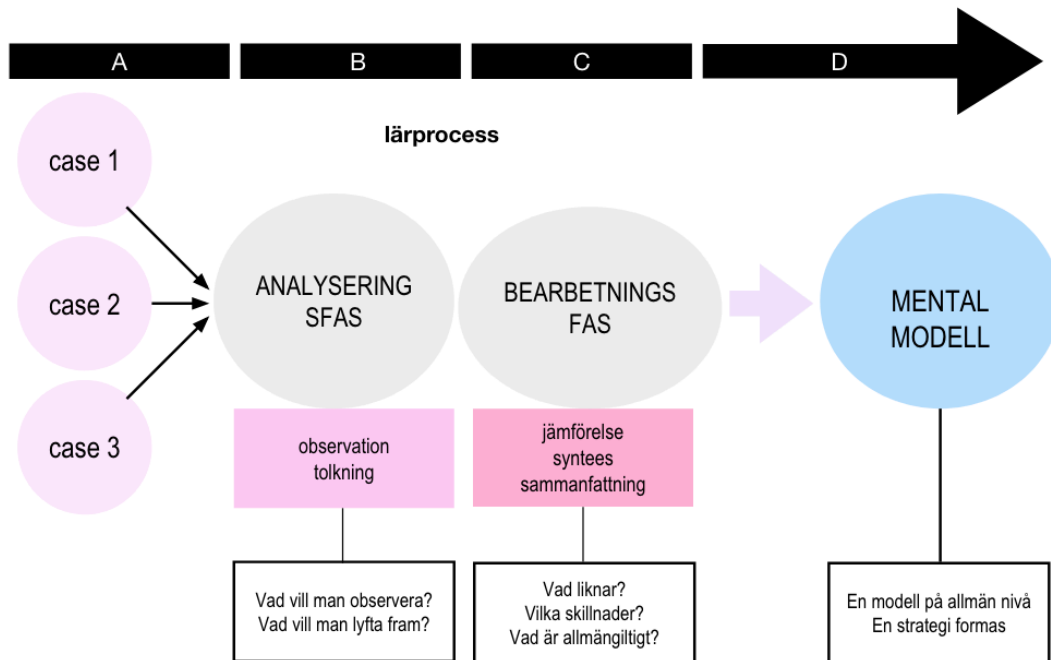 A
B
C
D
lärprocess
case 1
case 2
case 3
ANALYSERING
SFAS
BEARBETNINGS
FAS
MENTAL
MODELL
observation
tolkning
jämförelse
syntees
sammanfattning
Vad vill man observera?
Vad vill man lyfta fram?
Vad liknar?
Vilka skillnader?
Vad är allmängiltigt?
En modell på allmän nivå
En strategi formas